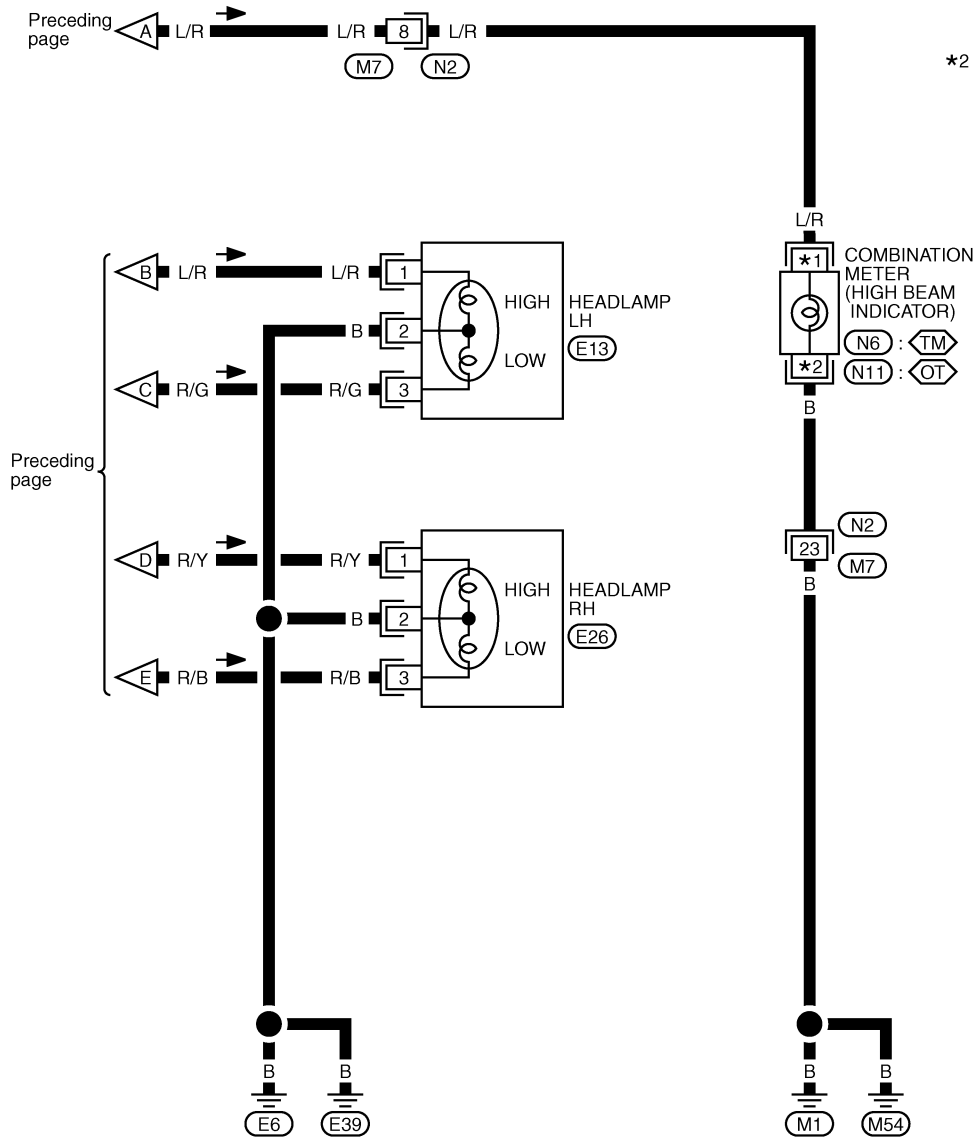 Preceding
page
A L/R L/R 8 L/R
M7 N2
*2
L/R
*1
COMBINATION
METER
(HIGH BEAM
INDICATOR)
N6 : TM
*2
N11 : OT
B
B L/R L/R 1
HIGH
HEADLAMP
LH
B 2
E13
LOW
C R/G R/G 3
Preceding
page
N2
23
M7
B
D R/Y R/Y 1
HIGH
HEADLAMP
RH
B 2
E26
LOW
E R/B R/B 3
B B B B
E6 E39 M1 M54